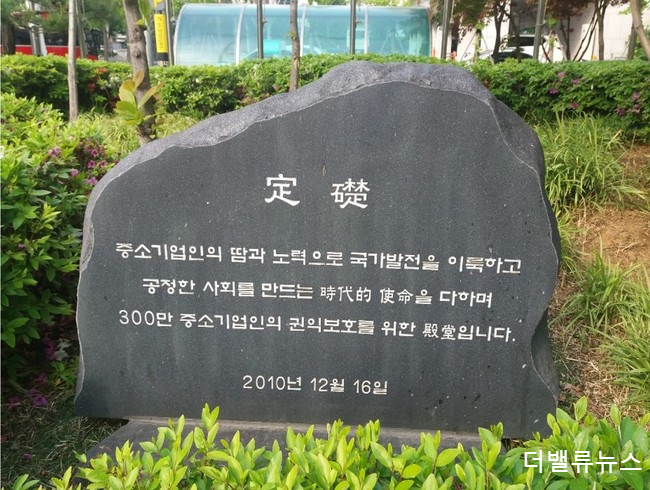 定 礎
중소기업인의 땀과 노력으로 국가발전을 이룩하고
공정한 사회를 만드는 時代的 使命을 다하며
300만 중소기업인의 권익보호를 위한 殿堂입니다.
2010년 12월 16일
더밸류뉴스